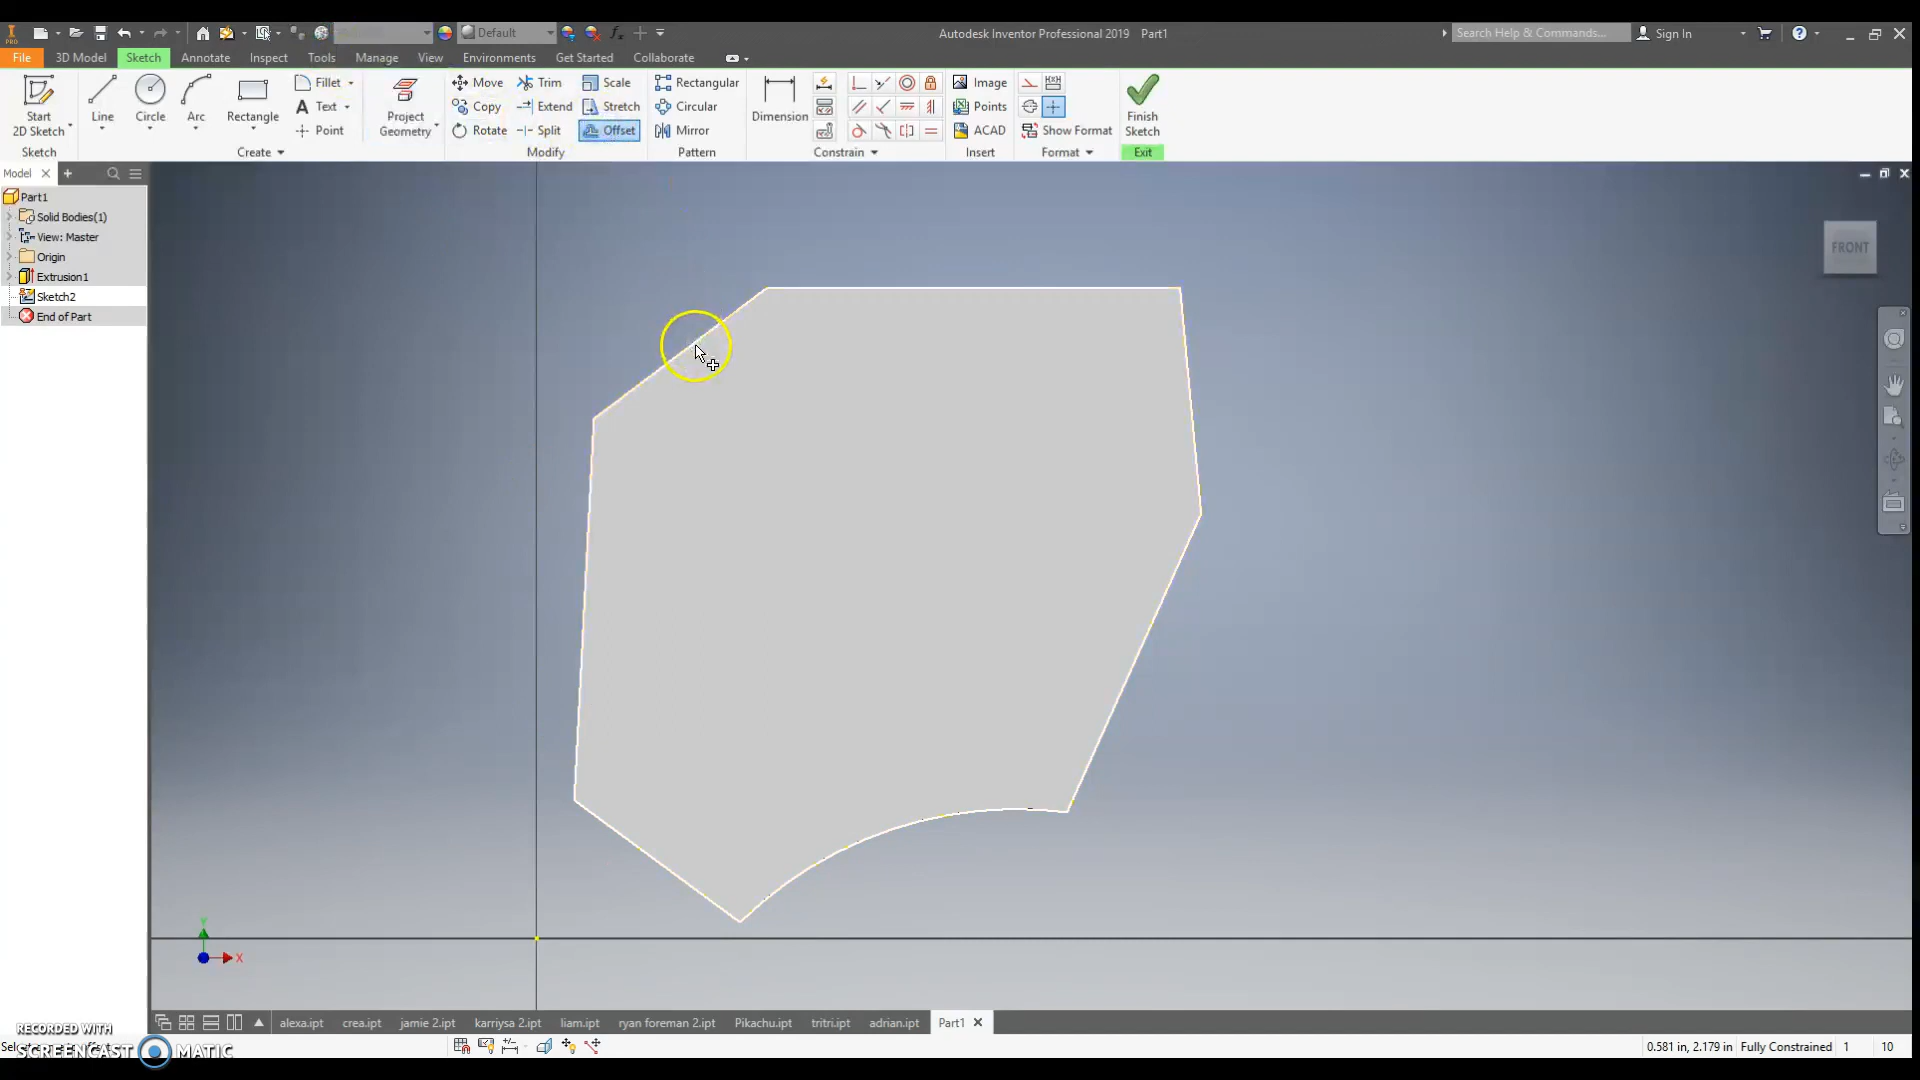 Default
Autodesk Inventor Professional 2019 Part1
Search Help & Commands...
Sign In
File 3D Model Sketch Annotate Inspect Tools Manage View Environments Get Started Collaborate
Start
2D Sketch
Line
Circle
Arc
Rectangle
Fillet
Text
Point
Project
Geometry
Move
Copy
Rotate
Trim
Extend
Split
Scale
Stretch
Offset
Rectangular
Circular
Mirror
Dimension
Image
Points
ACAD
Show Format
Finish
Sketch
Sketch Create Modify Pattern Constrain Insert Format Exit
Model
Part1
Solid Bodies(1)
View: Master
Origin
Extrusion1
Sketch2
End of Part
FRONT
Y
X
alexa.ipt crea.ipt jamie 2.ipt karriysa 2.ipt liam.ipt ryan foreman 2.ipt Pikachu.ipt tritri.ipt adrian.ipt Part1
RECORDED WITH
SCREENCAST MATIC
0.581 in, 2.179 in Fully Constrained 1 10